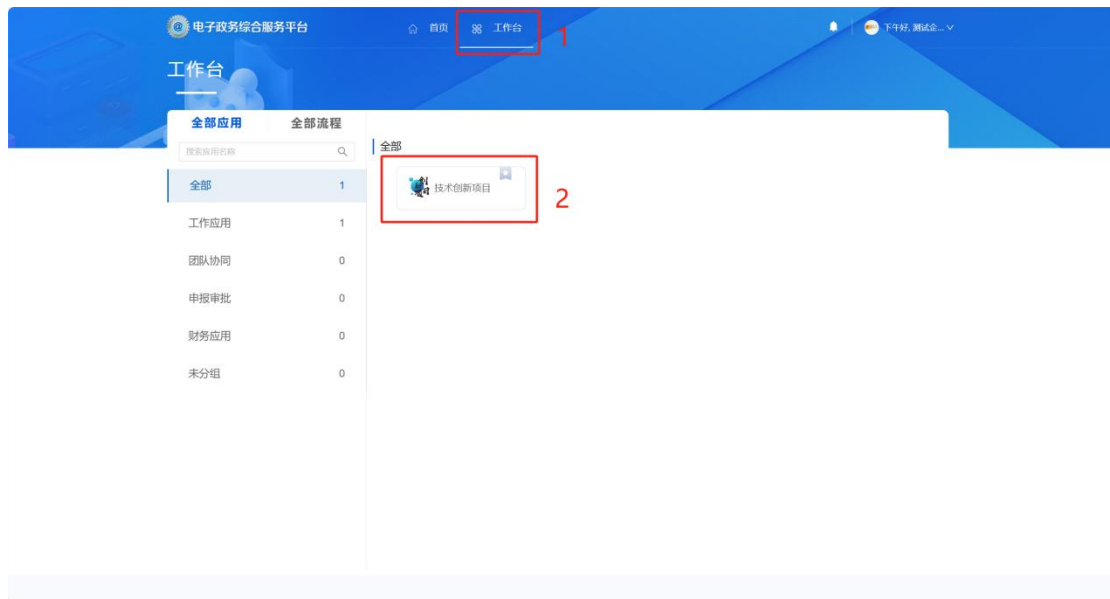 电子政务综合服务平台 首页 工作台 1 下午好, 测试企...
工作台
全部应用 全部流程
搜索应用名称 全部
全部 1 技术创新项目 2
工作应用 1
团队协同 0
申报审批 0
财务应用 0
未分组 0